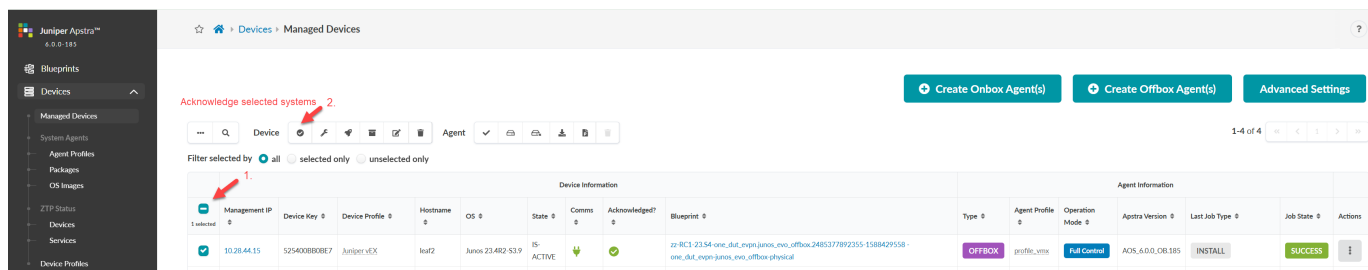 Juniper Apstra™
6.0.0-185
Devices › Managed Devices
?
Blueprints
Devices
Create Onbox Agent(s)
Create Offbox Agent(s)
Advanced Settings
Acknowledge selected systems 2.
Managed Devices
Device
Agent
1-4 of 4
System Agents
Agent Profiles
Filter selected by all selected only unselected only
Packages
1.
OS Images
Device Information
Agent Information
ZTP Status
1 selected
Management IP
Device Key
Device Profile
Hostname
OS
State
Comms
Acknowledged?
Blueprint
Type
Agent Profile
Operation Mode
Apstra Version
Last Job Type
Job State
Actions
Devices
Services
10.28.44.15
525400BB0BE7
Juniper vEX
leaf2
Junos 23.4R2-S3.9
IS-
ACTIVE
zz-RC1-23.S4-one_dut_evpn.junos_evo_offbox.2485377892355-1588429558 -
one_dut_evpn-junos_evo_offbox-physical
OFFBOX
profile_vmx
Full Control
AOS_6.0.0_OB.185
INSTALL
SUCCESS
Device Profiles